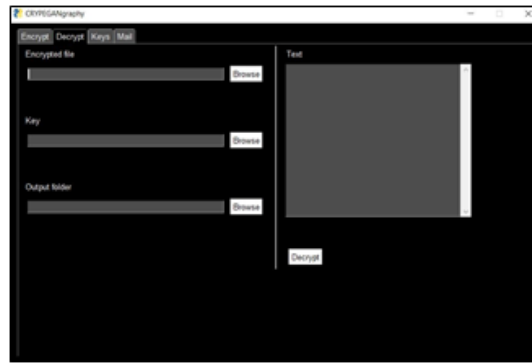 CRYPEGANgraphy
Encrypt Decrypt Keys Mail
Encrypted file
Browse
Key
Browse
Output folder
Browse
Text
Decrypt